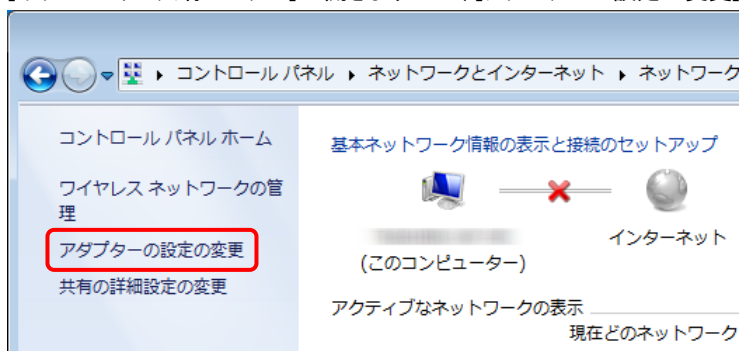 コントロール パネル ▸ ネットワークとインターネット ▸ ネットワーク
コントロール パネル ホーム
ワイヤレス ネットワークの管
理
アダプターの設定の変更
共有の詳細設定の変更
基本ネットワーク情報の表示と接続のセットアップ
インターネット
(このコンピューター)
アクティブなネットワークの表示
現在どのネットワーク